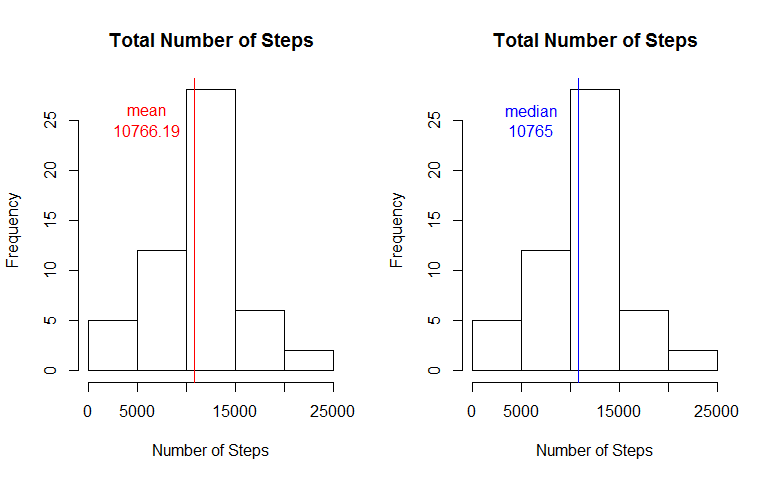 Total Number of Steps
mean
10766.19
Frequency
25
20
15
10
5
0
0 5000 15000 25000
Number of Steps
Total Number of Steps
median
10765
Frequency
25
20
15
10
5
0
0 5000 15000 25000
Number of Steps